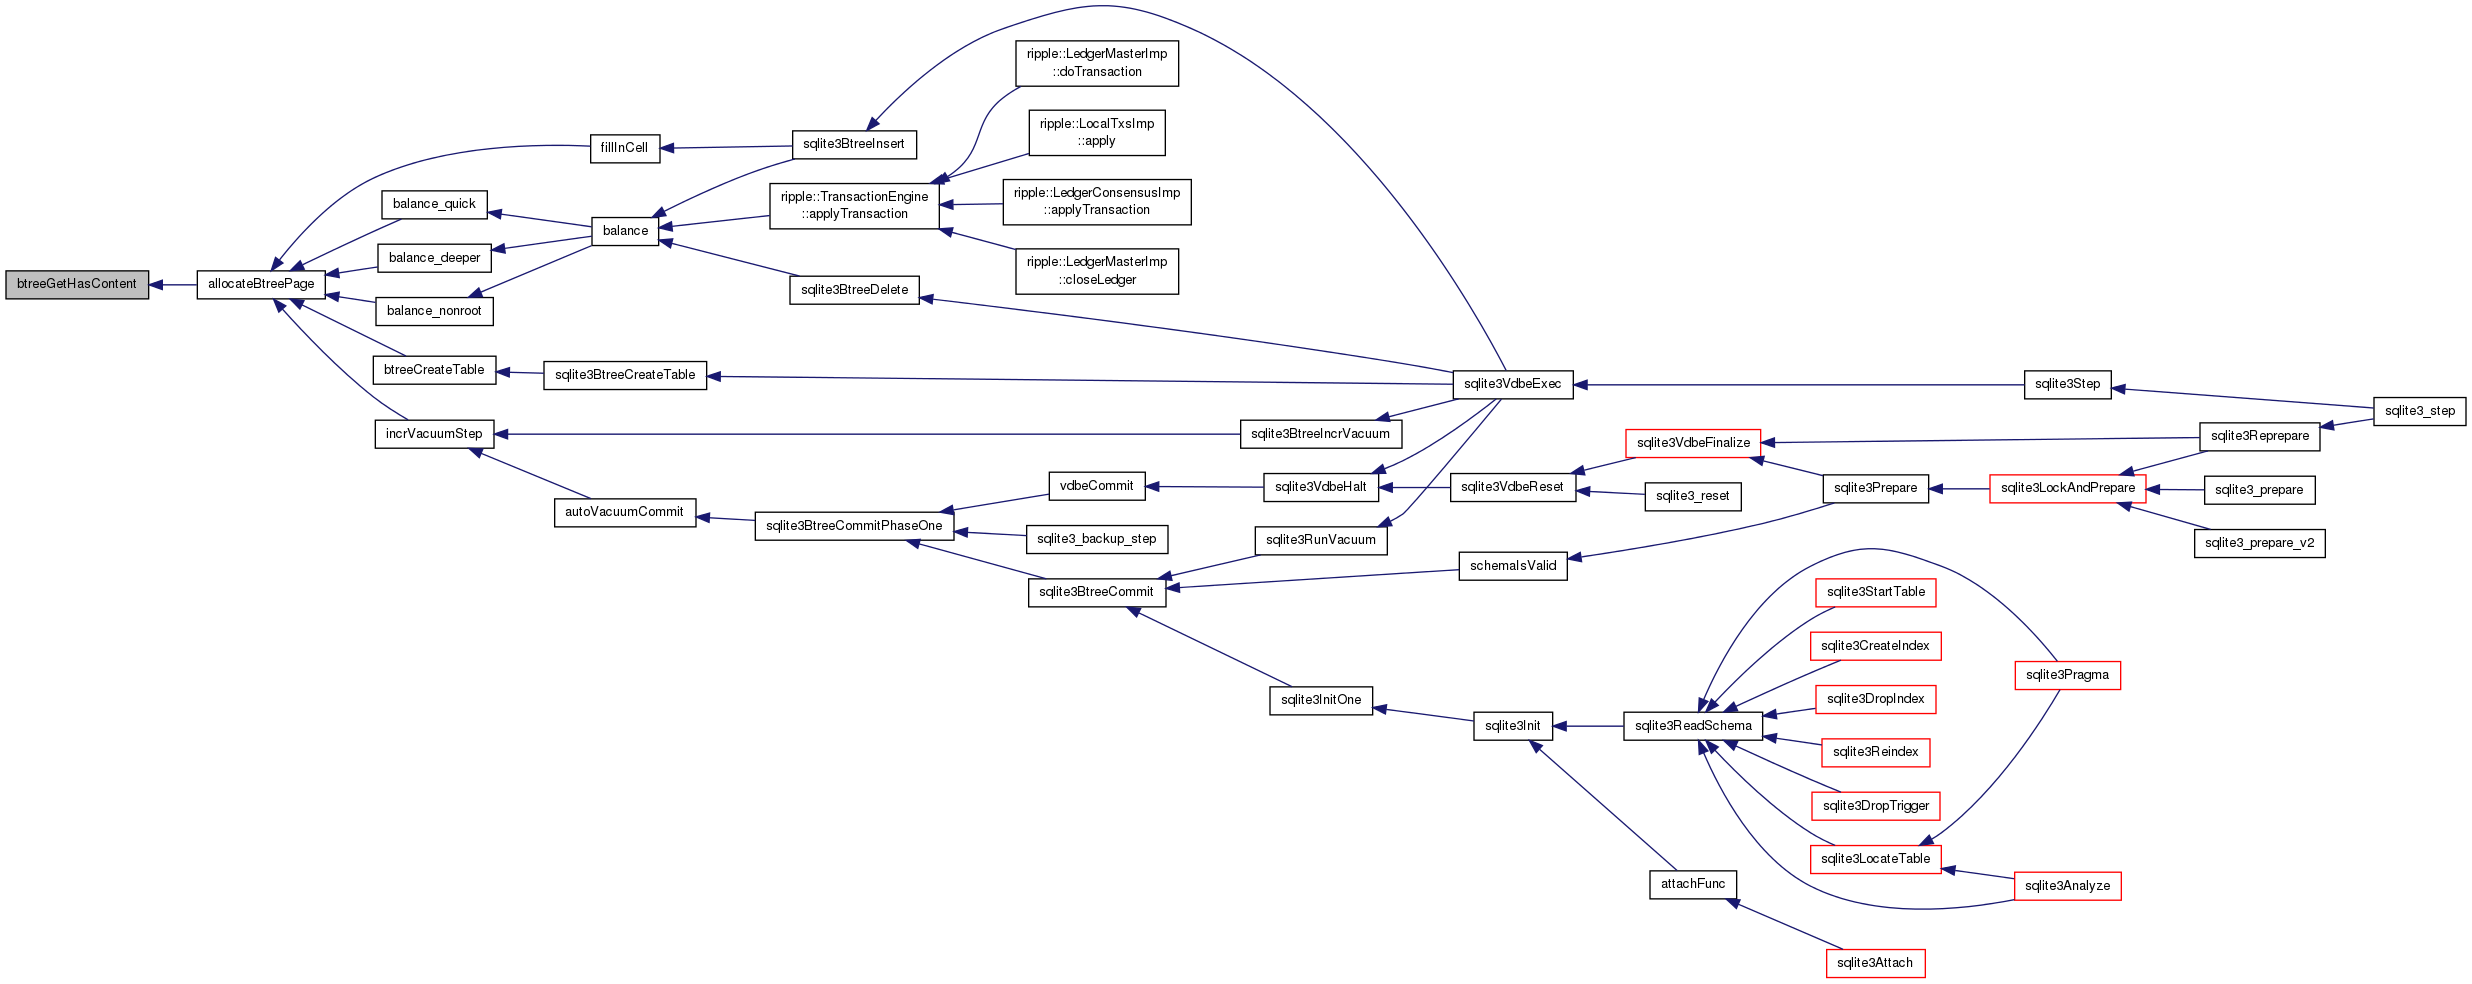 btreeGetHasContent
allocateBtreePage
fillInCell
balance_quick
balance_deeper
balance_nonroot
btreeCreateTable
incrVacuumStep
balance
sqlite3BtreeCreateTable
autoVacuumCommit
sqlite3BtreeInsert
ripple::TransactionEngine
::applyTransaction
sqlite3BtreeDelete
sqlite3BtreeCommitPhaseOne
ripple::LedgerMasterImp
::doTransaction
ripple::LocalTxsImp
::apply
ripple::LedgerConsensusImp
::applyTransaction
ripple::LedgerMasterImp
::closeLedger
vdbeCommit
sqlite3_backup_step
sqlite3BtreeCommit
sqlite3BtreeIncrVacuum
sqlite3VdbeHalt
sqlite3RunVacuum
sqlite3InitOne
sqlite3VdbeExec
sqlite3VdbeReset
schemaIsValid
sqlite3Init
sqlite3VdbeFinalize
sqlite3_reset
sqlite3ReadSchema
attachFunc
sqlite3Prepare
sqlite3StartTable
sqlite3CreateIndex
sqlite3DropIndex
sqlite3Reindex
sqlite3DropTrigger
sqlite3LocateTable
sqlite3Attach
sqlite3Step
sqlite3LockAndPrepare
sqlite3Pragma
sqlite3Analyze
sqlite3Reprepare
sqlite3_prepare
sqlite3_prepare_v2
sqlite3_step